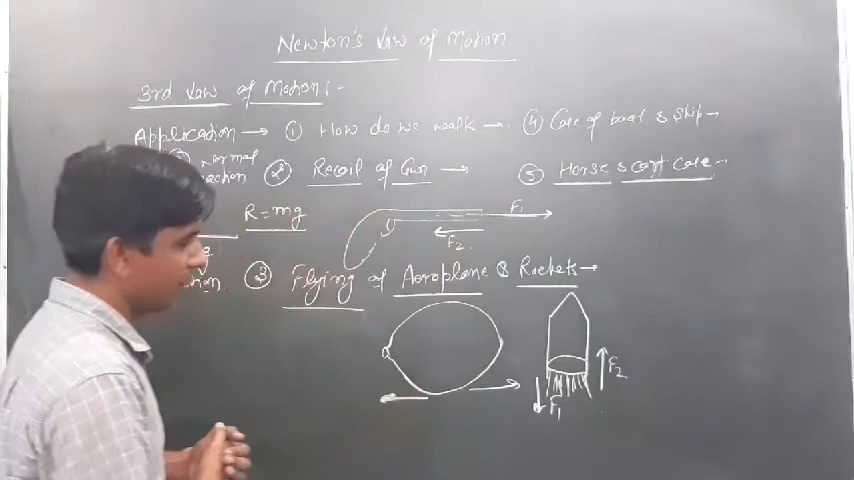 Newton's Law of Motion
3rd Law of Motion :-
Application → ① How do we walk →
④ Case of boat & Ship →
normal
② Recoil of Gun →
⑤ Horse & cart case →
R = mg
F1
F2
③ Flying of Aeroplane & Rockets →
F2
F1